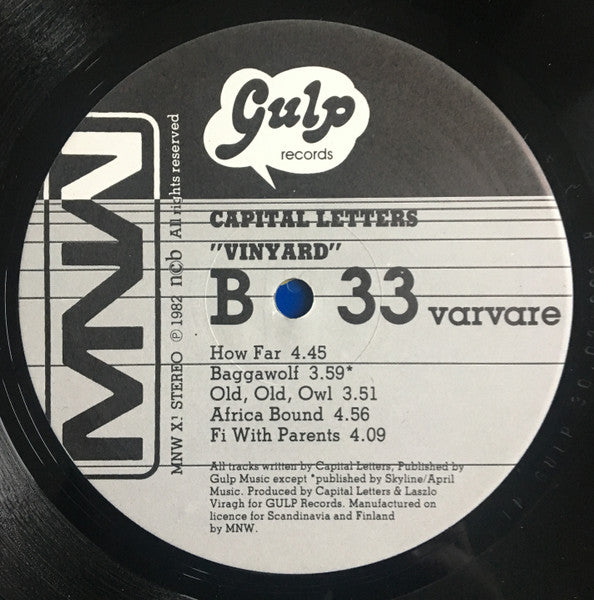 Gulp
records
MNW
MNW X1 STEREO ℗ 1982 ncb All rights reserved
CAPITAL LETTERS
"VINYARD"
B 33 varvare
How Far 4.45
Baggawolf 3.59*
Old, Old, Owl 3.51
Africa Bound 4.56
Fi With Parents 4.09
All tracks written by Capital Letters, Published by
Gulp Music except *published by Skyline/April
Music. Produced by Capital Letters & Laszlo
Viragh for GULP Records. Manufactured on
licence for Scandinavia and Finland
by MNW.